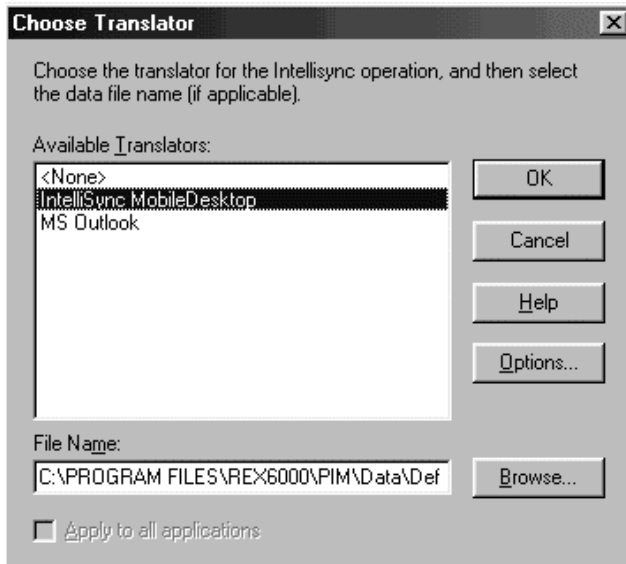 Choose Translator
Choose the translator for the Intellisync operation, and then select
the data file name (if applicable).
Available Translators:
<None>
IntelliSync MobileDesktop
MS Outlook
OK
Cancel
Help
Options...
File Name:
C:\PROGRAM FILES\REX6000\PIM\Data\Def
Browse...
Apply to all applications